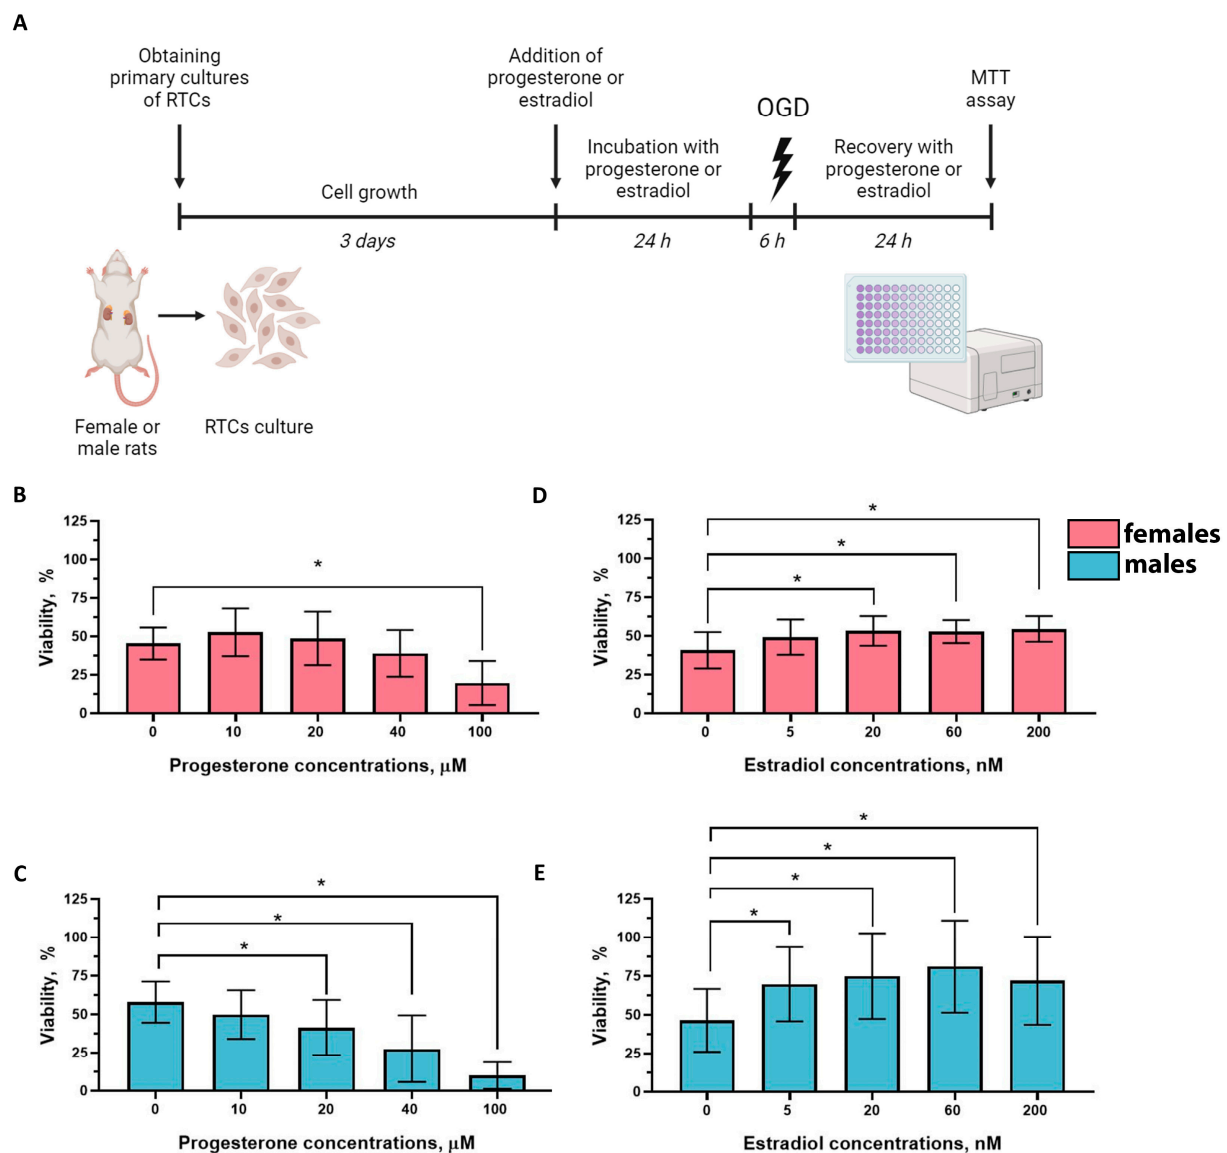 A
Obtaining
primary cultures
of RTCs
Addition of
progesterone or
estradiol
MTT
assay
OGD
Incubation with
progesterone or
estradiol
Recovery with
progesterone or
estradiol
Cell growth
3 days
24 h
6 h
24 h
Female or
male rats
RTCs culture
B
Viability, %
125
100
75
50
25
0
*
0 10 20 40 100
Progesterone concentrations, μM
D
Viability, %
125
100
75
50
25
0
*
*
*
0 5 20 60 200
Estradiol concentrations, nM
females
males
C
Viability, %
125
100
75
50
25
0
*
*
*
0 10 20 40 100
Progesterone concentrations, μM
E
Viability, %
125
100
75
50
25
0
*
*
*
*
0 5 20 60 200
Estradiol concentrations, nM